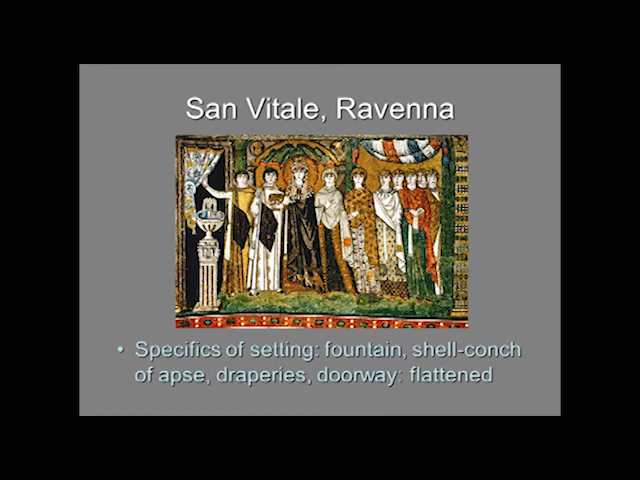 San Vitale, Ravenna
• Specifics of setting: fountain, shell-conch
of apse, draperies, doorway: flattened